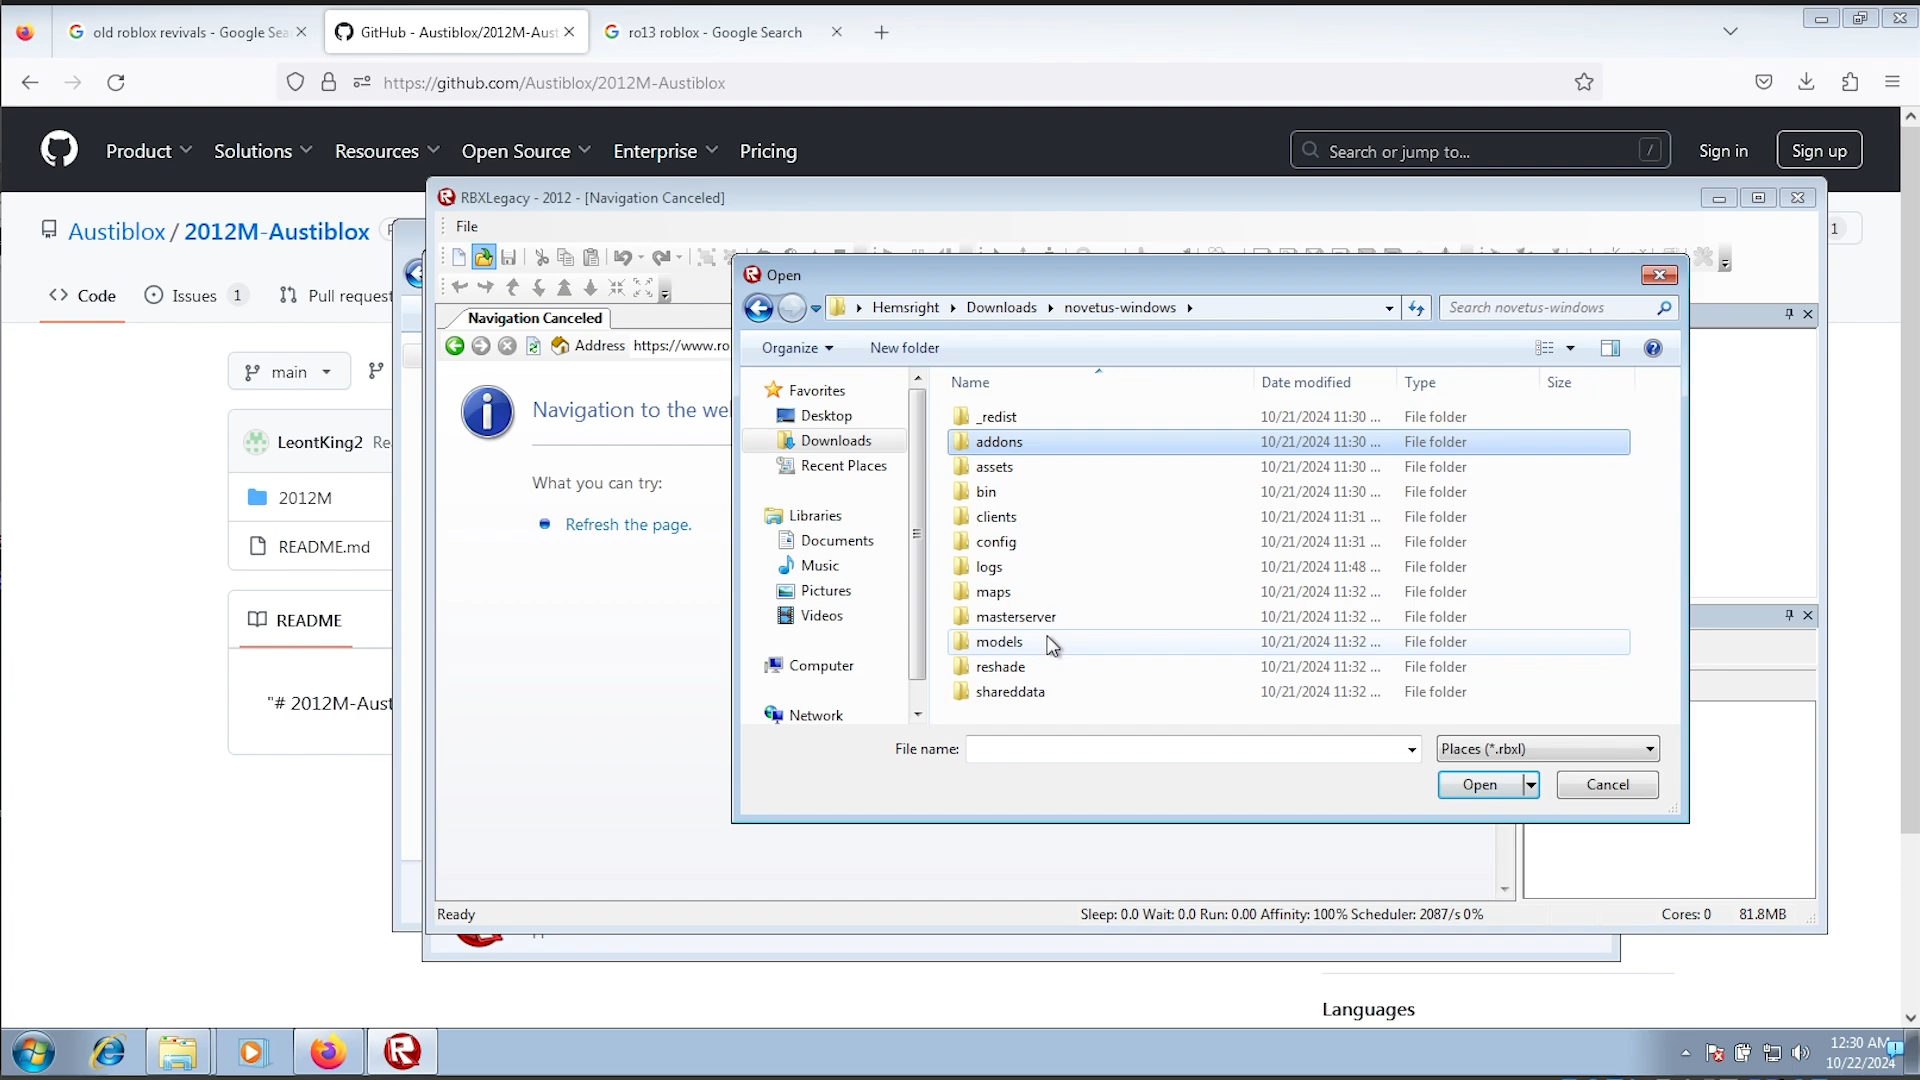 old roblox revivals - Google Sea
GitHub - Austiblox/2012M-Aust
ro13 roblox - Google Search
https://github.com/Austiblox/2012M-Austiblox
Product
Solutions
Resources
Open Source
Enterprise
Pricing
Search or jump to...
/
Sign in
Sign up
Austiblox / 2012M-Austiblox
1
Code
Issues 1
Pull request
main
LeontKing2 Re
2012M
README.md
README
"# 2012M-Aust
Languages
RBXLegacy - 2012 - [Navigation Canceled]
File
Navigation Canceled
Address https://www.ro
Navigation to the we
What you can try:
Refresh the page.
Ready
Sleep: 0.0 Wait: 0.0 Run: 0.00 Affinity: 100% Scheduler: 2087/s 0%
Cores: 0
81.8MB
Open
Hemsright
Downloads
novetus-windows
Search novetus-windows
Organize
New folder
Favorites
Desktop
Downloads
Recent Places
Libraries
Documents
Music
Pictures
Videos
Computer
Network
Name Date modified Type Size
_redist 10/21/2024 11:30 ... File folder
addons 10/21/2024 11:30 ... File folder
assets 10/21/2024 11:30 ... File folder
bin 10/21/2024 11:30 ... File folder
clients 10/21/2024 11:31 ... File folder
config 10/21/2024 11:31 ... File folder
logs 10/21/2024 11:48 ... File folder
maps 10/21/2024 11:32 ... File folder
masterserver 10/21/2024 11:32 ... File folder
models 10/21/2024 11:32 ... File folder
reshade 10/21/2024 11:32 ... File folder
shareddata 10/21/2024 11:32 ... File folder
File name:
Places (*.rbxl)
Open
Cancel
12:30 AM
10/22/2024